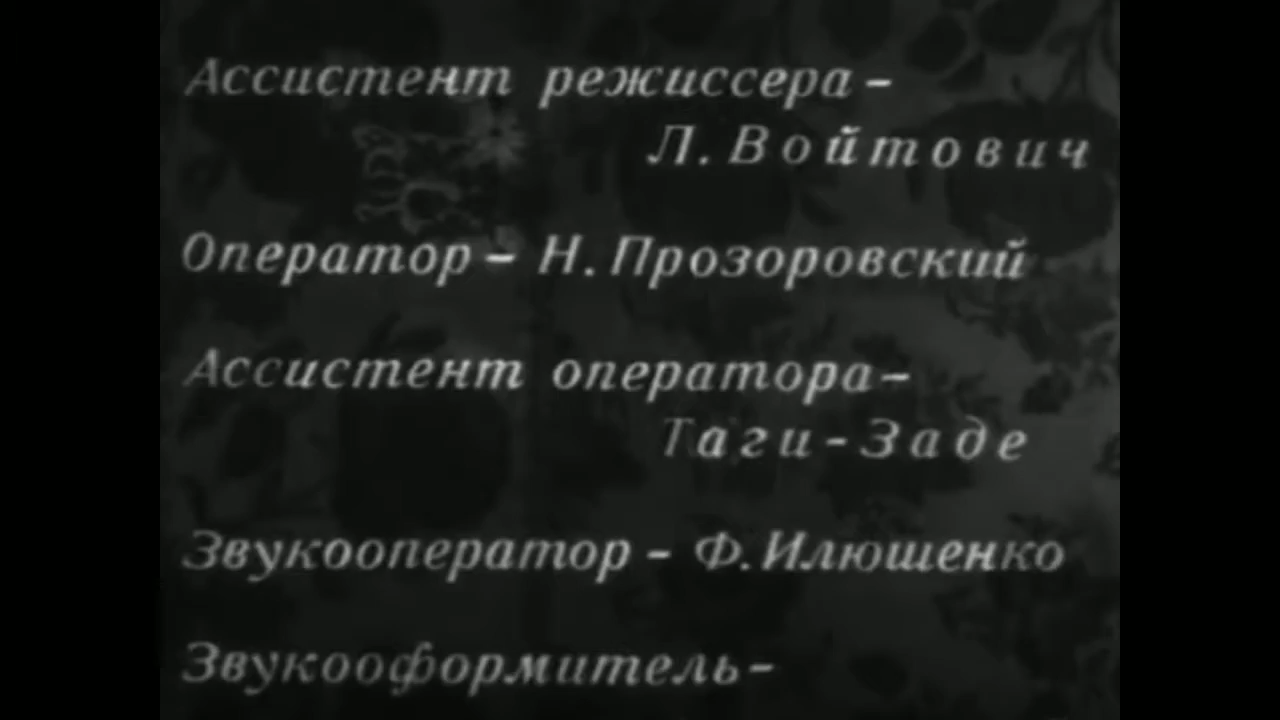 Ассистент режиссера –
Л. Войтович
Оператор – Н. Прозоровский
Ассистент оператора –
Таги-Заде
Звукооператор – Ф. Илюшенко
Звукооформитель –